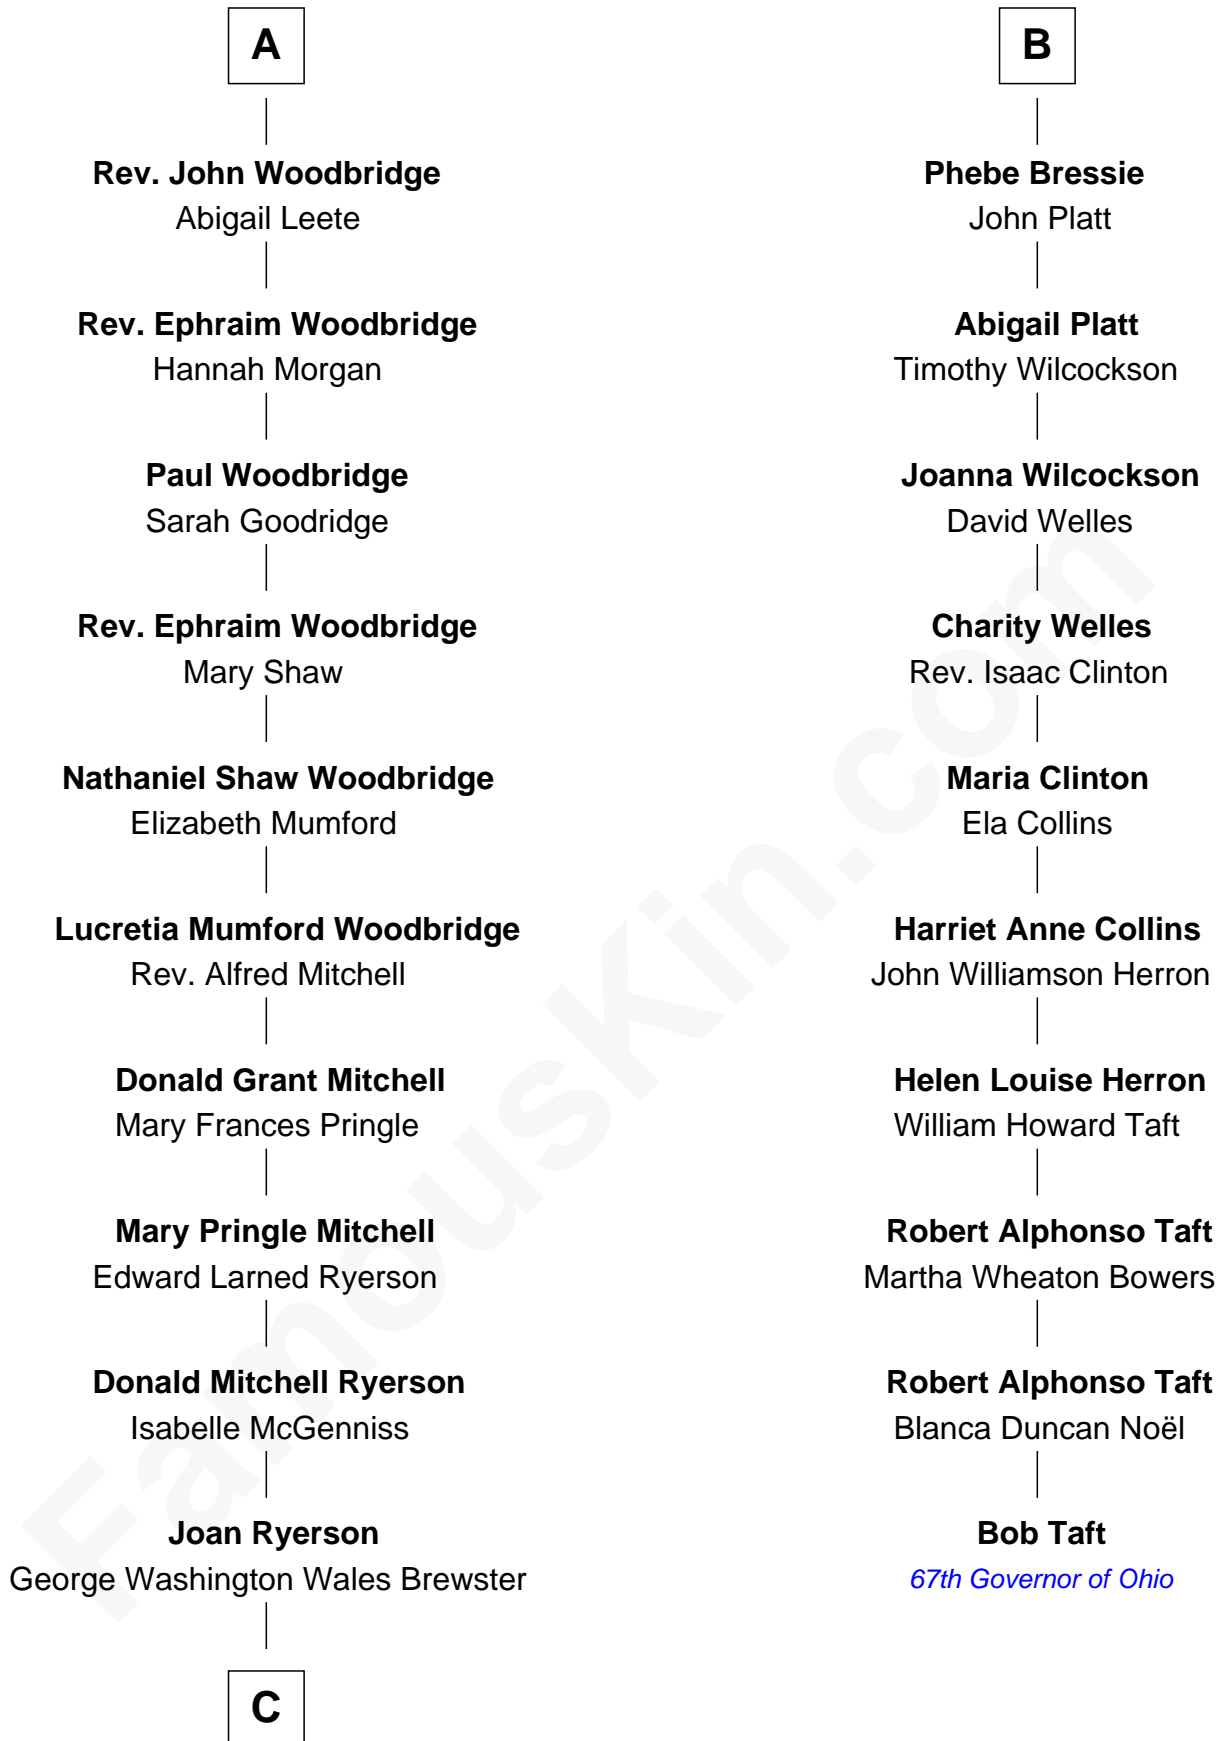 A
Rev. John Woodbridge
Abigail Leete
Rev. Ephraim Woodbridge
Hannah Morgan
Paul Woodbridge
Sarah Goodridge
Rev. Ephraim Woodbridge
Mary Shaw
Nathaniel Shaw Woodbridge
Elizabeth Mumford
Lucretia Mumford Woodbridge
Rev. Alfred Mitchell
Donald Grant Mitchell
Mary Frances Pringle
Mary Pringle Mitchell
Edward Larned Ryerson
Donald Mitchell Ryerson
Isabelle McGenniss
Joan Ryerson
George Washington Wales Brewster
C
B
Phebe Bressie
John Platt
Abigail Platt
Timothy Wilcockson
Joanna Wilcockson
David Welles
Charity Welles
Rev. Isaac Clinton
Maria Clinton
Ela Collins
Harriet Anne Collins
John Williamson Herron
Helen Louise Herron
William Howard Taft
Robert Alphonso Taft
Martha Wheaton Bowers
Robert Alphonso Taft
Blanca Duncan Noël
Bob Taft
67th Governor of Ohio
FamousKin.com